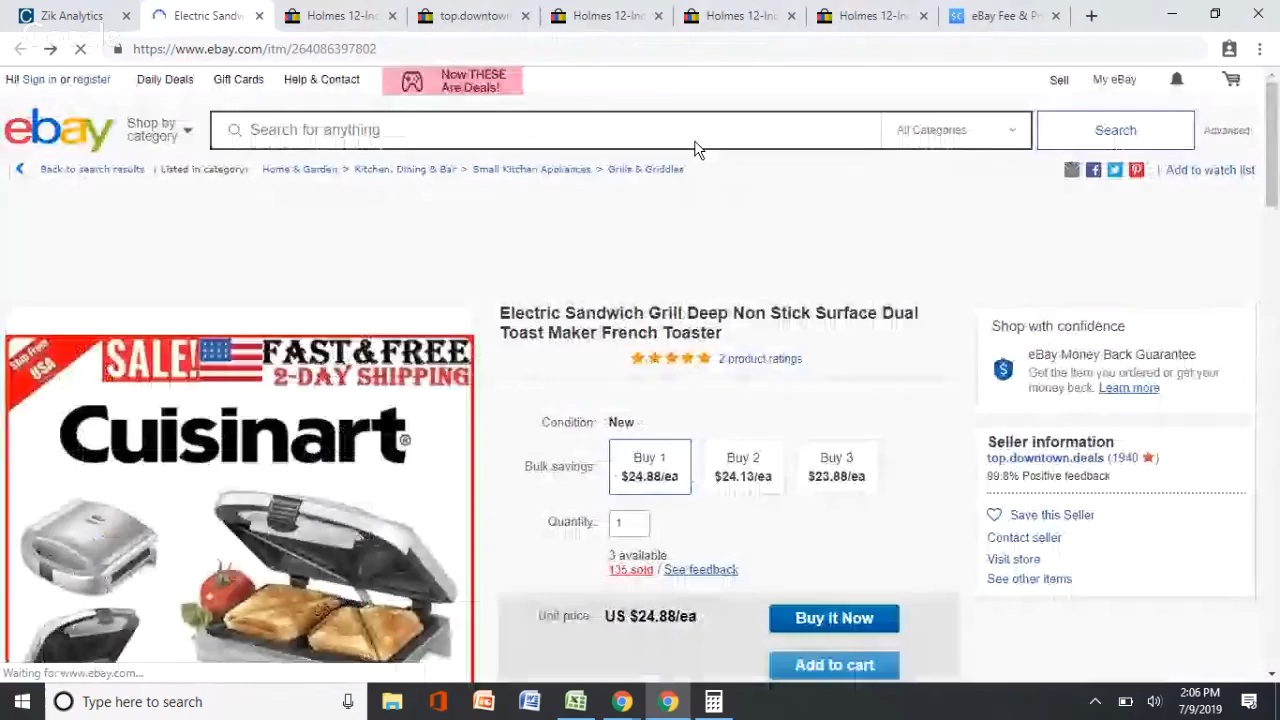 Zik Analytics
Electric Sandw
Holmes 12-Inc
top.downtown
Holmes 12-Inc
Holmes 12-Inc
Holmes 12-Inc
eBay Fee & Pr
https://www.ebay.com/itm/264086397802
Hi! Sign in or register
Daily Deals
Gift Cards
Help & Contact
Now THESE
Are Deals!
Sell
My eBay
ebay
Shop by
category
Search for anything
All Categories
Search
Advanced
Back to search results
Listed in category:
Home & Garden > Kitchen, Dining & Bar > Small Kitchen Appliances > Grills & Griddles
Add to watch list
Electric Sandwich Grill Deep Non Stick Surface Dual
Toast Maker French Toaster
2 product ratings
Ship Free
USA
SALE!
FAST&FREE
2-DAY SHIPPING
Cuisinart®
Condition: New
Bulk savings:
Buy 1
$24.88/ea
Buy 2
$24.13/ea
Buy 3
$23.88/ea
Quantity:
1
3 available
135 sold / See feedback
Unit price:
US $24.88/ea
Buy it Now
Add to cart
Shop with confidence
eBay Money Back Guarantee
Get the item you ordered or get your
money back. Learn more
Seller information
top.downtown.deals (1940
)
99.8% Positive feedback
Save this Seller
Contact seller
Visit store
See other items
Waiting for www.ebay.com...
Type here to search
2:06 PM
7/9/2019